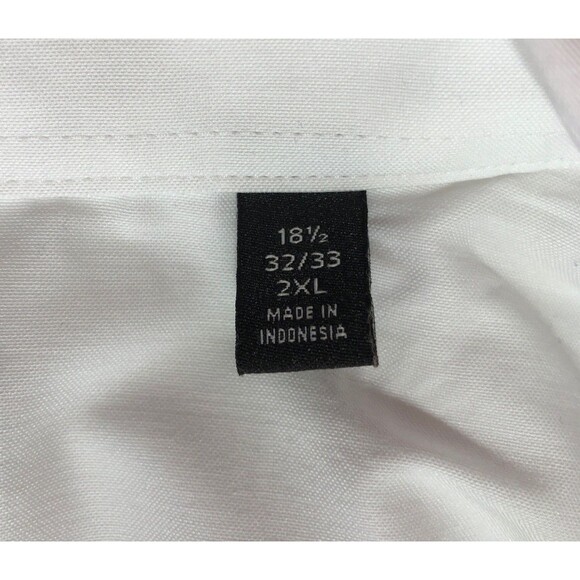 18½
32/33
2XL
MADE IN
INDONESIA